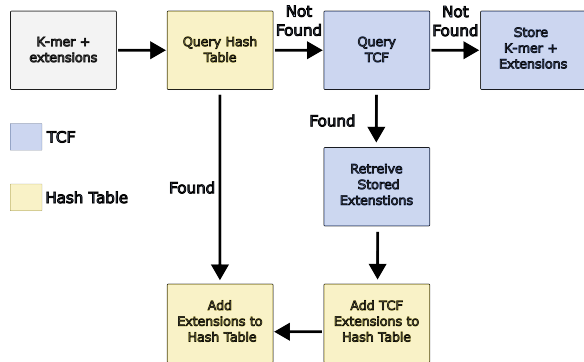 K-mer +
extensions
Query Hash
Table
Not
Found
Query
TCF
Not
Found
Store
K-mer +
Extensions
TCF
Hash Table
Found
Found
Retreive
Stored
Extenstions
Add
Extensions to
Hash Table
Add TCF
Extensions to
Hash Table